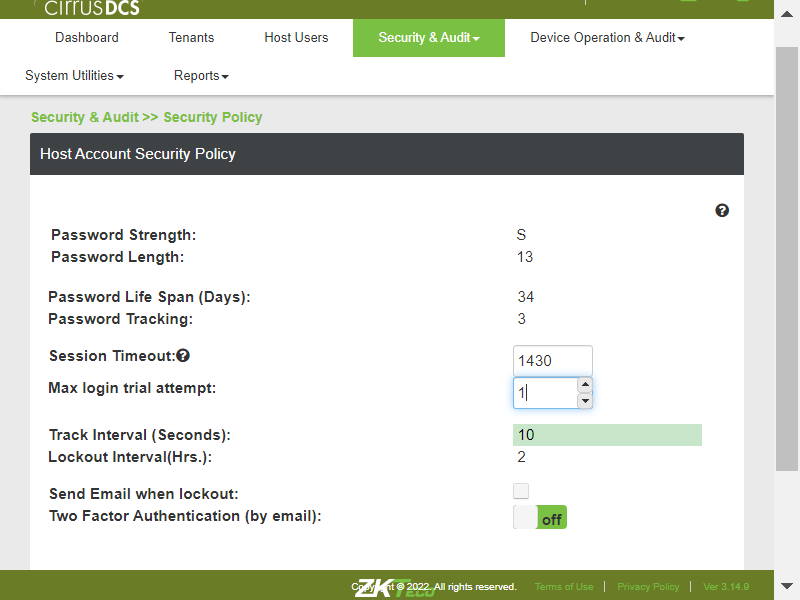 cirrusDCS
Dashboard Tenants Host Users Security & Audit Device Operation & Audit
System Utilities Reports
Security & Audit >> Security Policy
Host Account Security Policy
Password Strength: S
Password Length: 13
Password Life Span (Days): 34
Password Tracking: 3
Session Timeout: 1430
Max login trial attempt: 1
Track Interval (Seconds): 10
Lockout Interval(Hrs.): 2
Send Email when lockout:
Two Factor Authentication (by email): off
ZKTeco
Copyright © 2022. All rights reserved. Terms of Use | Privacy Policy | Ver 3.14.9